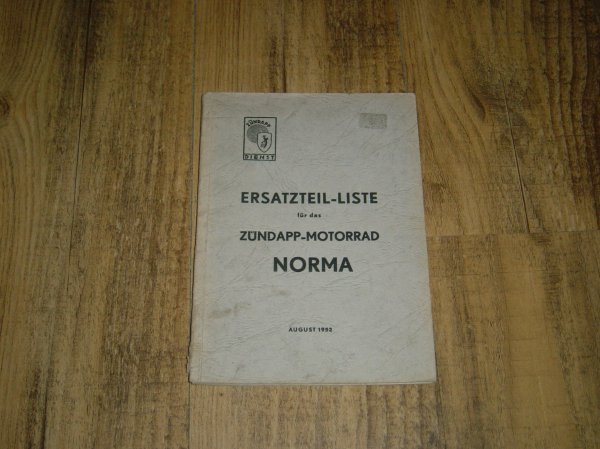 ZÜNDAPP
DIENST
ERSATZTEIL-LISTE
für das
ZÜNDAPP-MOTORRAD
NORMA
AUGUST 1952